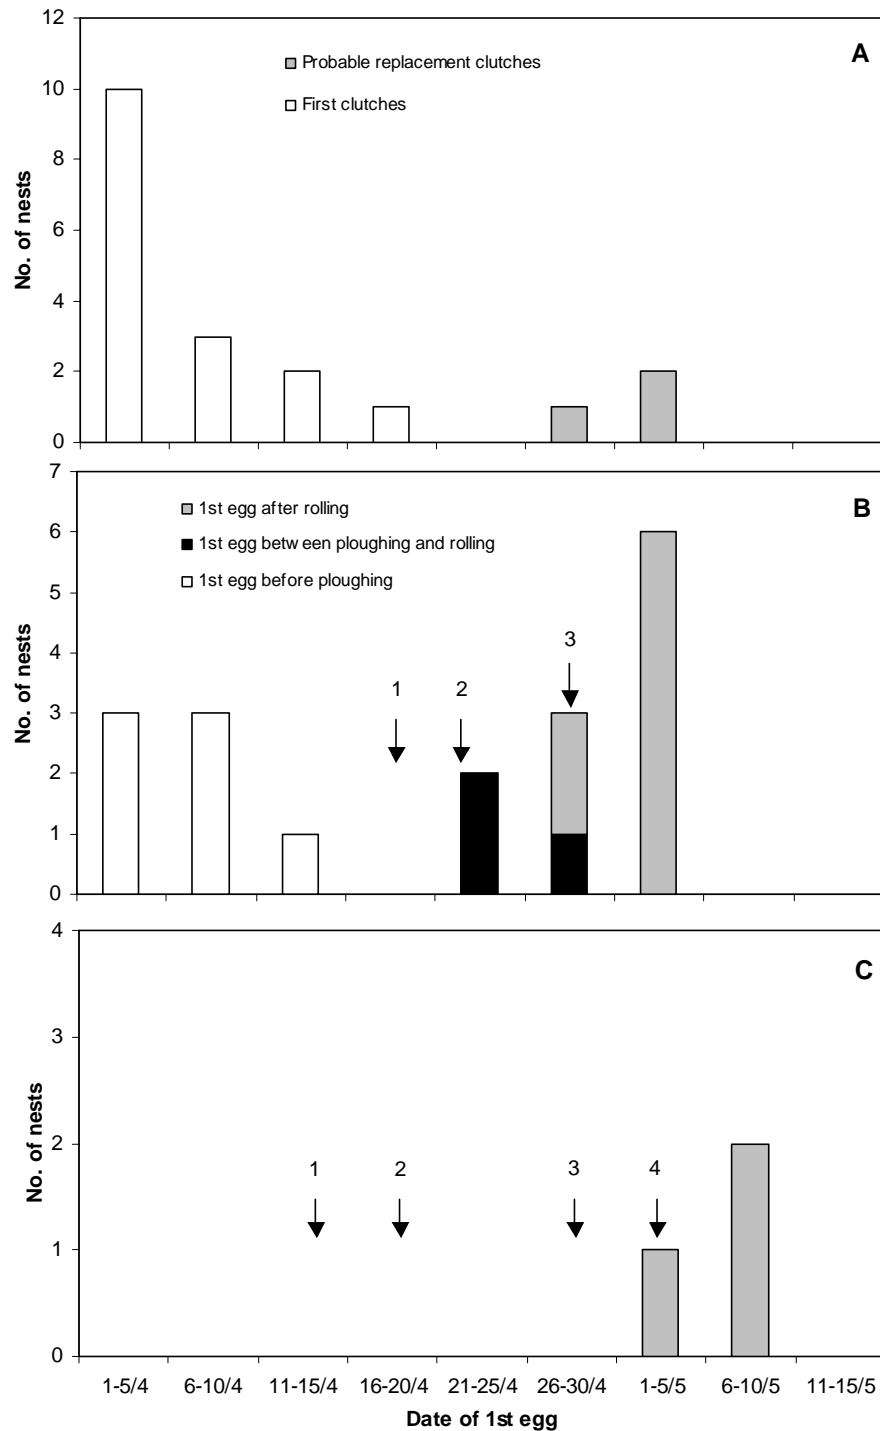 12
10
8
6
4
2
0
No. of nests
A
Probable replacement clutches
First clutches
7
6
5
4
3
2
1
0
No. of nests
B
1st egg after rolling
1st egg between ploughing and rolling
1st egg before ploughing
1
2
3
4
3
2
1
0
No. of nests
C
1
2
3
4
1-5/4 6-10/4 11-15/4 16-20/4 21-25/4 26-30/4 1-5/5 6-10/5 11-15/5
Date of 1st egg